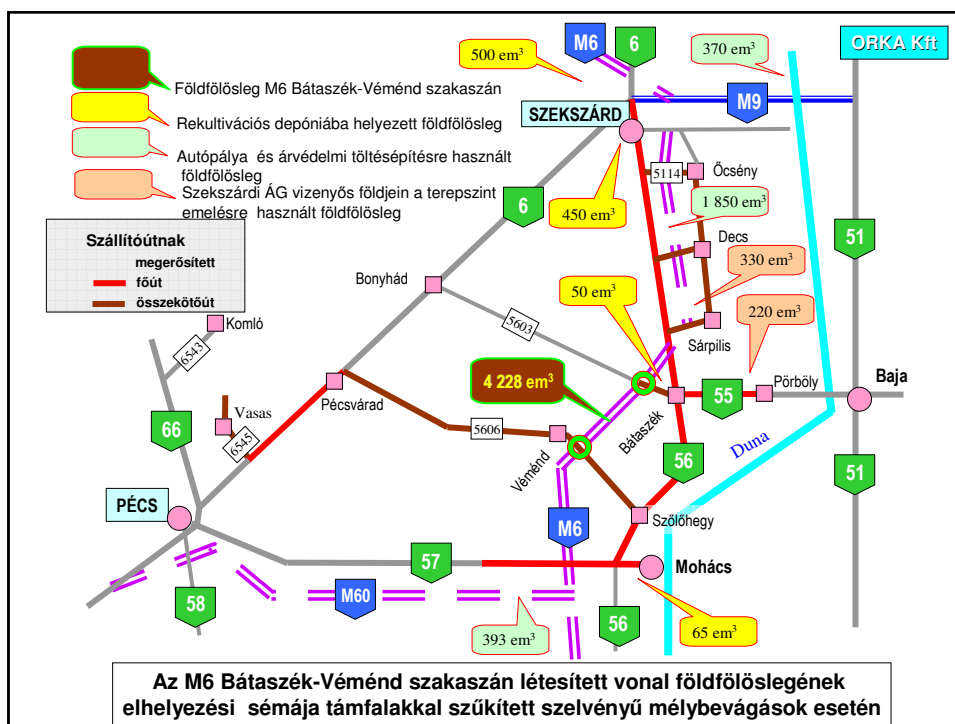 500 em³
M6
6
370 em³
ORKA Kft
Földfölösleg M6 Bátaszék-Véménd szakaszán
Rekultivációs depóniába helyezett földfölösleg
Autópálya és árvédelmi töltésépítésre használt
földfölösleg
Szekszárdi ÁG vizenyős földjein a terepszint
emelésre használt földfölösleg
SZEKSZÁRD
M9
5114
Őcsény
6
450 em³
1 850 em³
51
Szállítóútnak
megerősített
főút
összekötőút
Decs
Bonyhád
330 em³
50 em³
220 em³
Komló
5603
Sárpilis
6543
4 228 em³
Pörböly
Baja
Pécsvárad
55
66
Vasas
6545
5606
Véménd
Bátaszék
56
Duna
51
PÉCS
M6
Szőlőhegy
57
Mohács
58
M60
56
393 em³
65 em³
Az M6 Bátaszék-Véménd szakaszán létesített vonal földfölöslegének
elhelyezési sémája támfalakkal szűkített szelvényű mélybevágások esetén